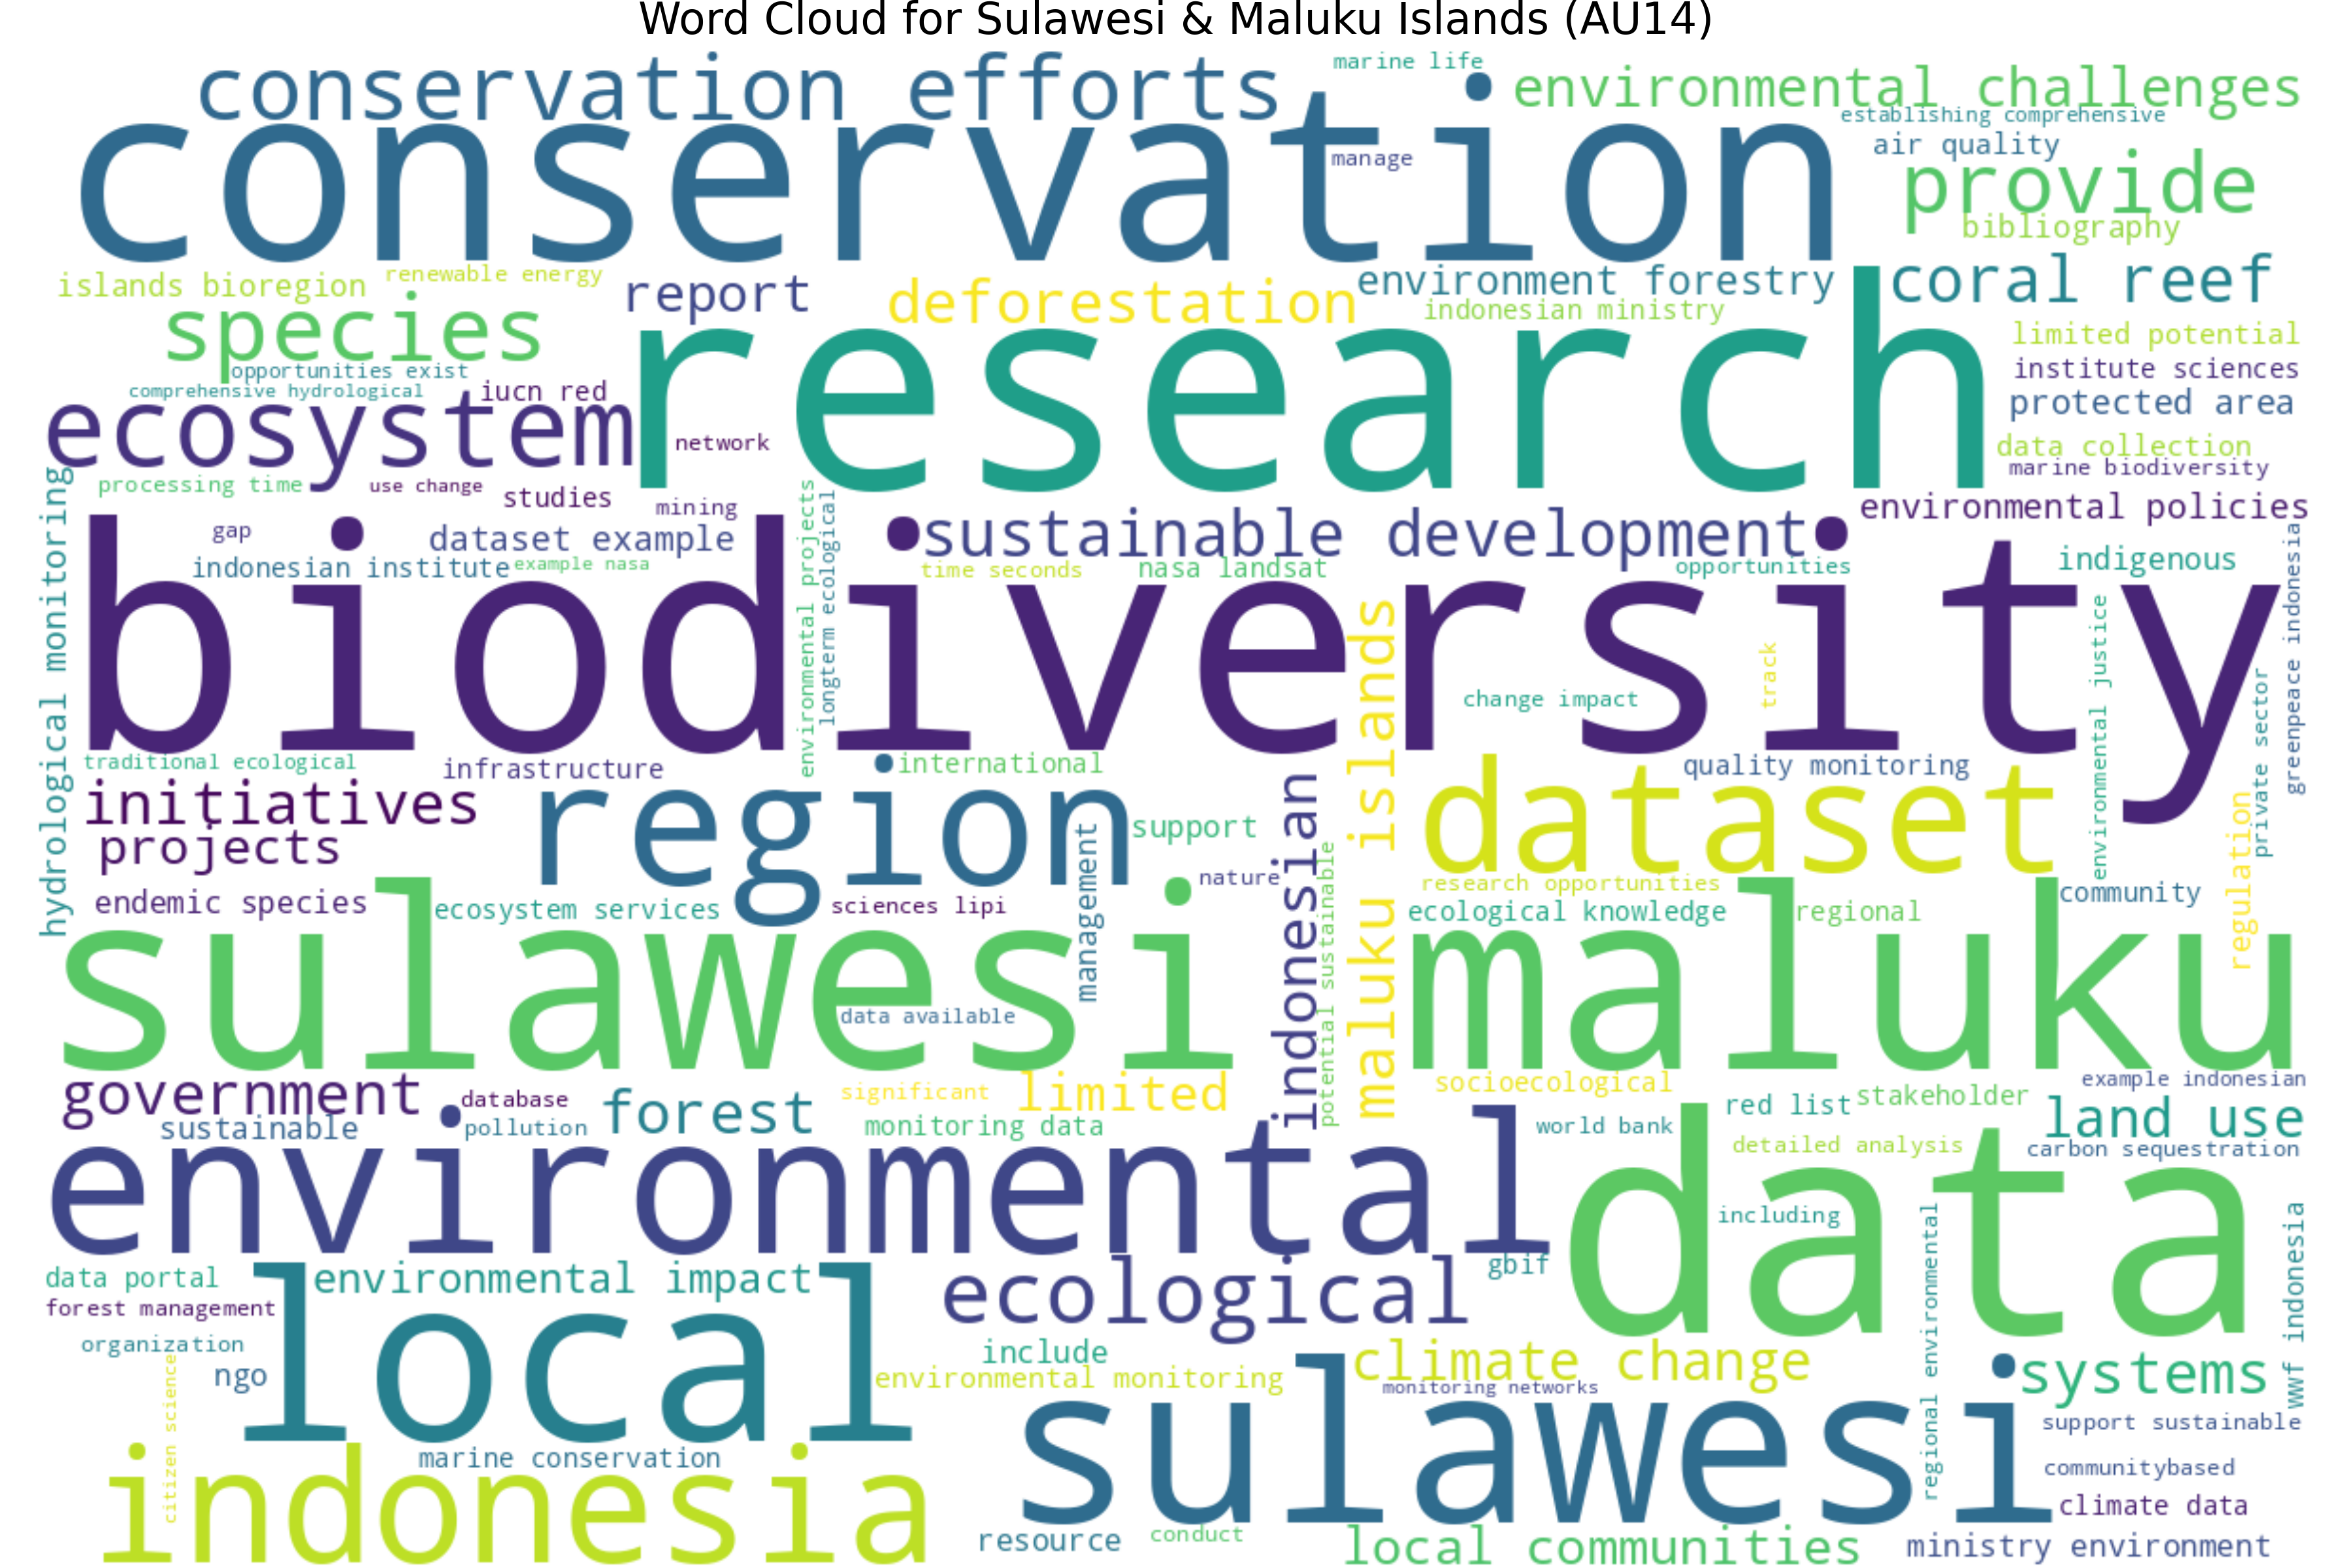 Word Cloud for Sulawesi & Maluku Islands (AU14)
conservation efforts
marine life
environmental challenges
conservation
establishing comprehensive
air quality
manage
provide
bibliography
islands bioregion
renewable energy
report
deforestation
environment forestry
indonesian ministry
coral reef
species
research
limited potential
opportunities exist
institute sciences
comprehensive hydrological
iucn red
protected area
ecosystem
network
data collection
marine biodiversity
processing time
use change
studies
mining
environmental policies
hydrological monitoring
gap
dataset example
sustainable development
indigenous
indonesian institute
example nasa
environmental projects
longterm ecological
time seconds
nasa landsat
opportunities
greenpeace indonesia
biodiversity
maluku islands
change impact
track
environmental justice
private sector
traditional ecological
infrastructure
international
quality monitoring
initiatives
region
dataset
projects
support
management
indonesian
potential sustainable
regulation
nature
research opportunities
community
endemic species
ecosystem services
sciences lipi
ecological knowledge
regional
sulawesi
maluku
data available
government
database
forest
significant
limited
socioecological
example indonesian
sustainable
pollution
monitoring data
world bank
red list
stakeholder
land use
environmental
detailed analysis
carbon sequestration
data
including
data portal
environmental impact
ecological
gbif
regional environmental
wwf indonesia
forest management
local
organization
include
climate change
systems
ngo
environmental monitoring
monitoring networks
citizen science
sulawesi
support sustainable
marine conservation
communitybased
indonesia
climate data
resource
conduct
local communities
ministry environment